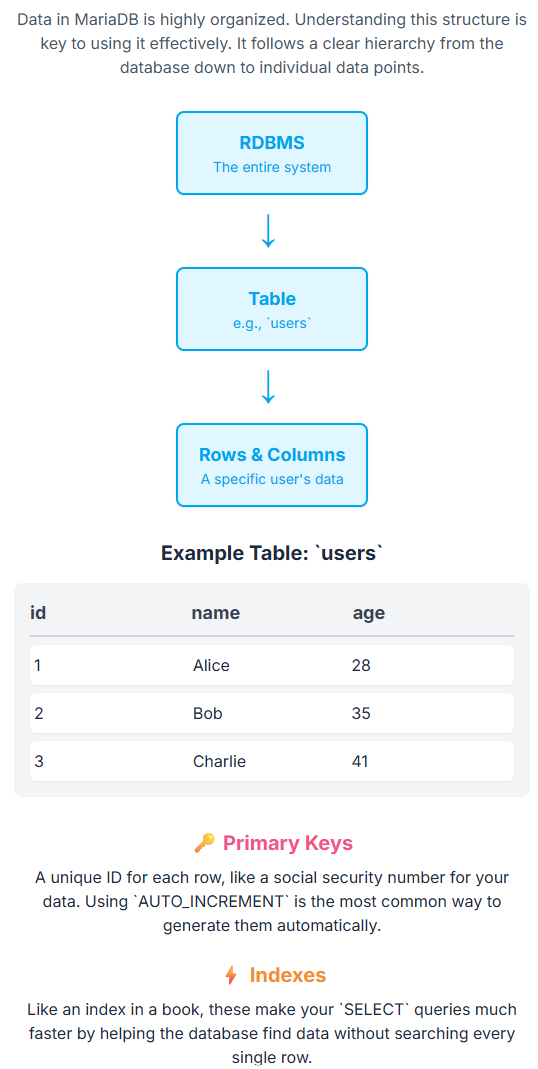 Data in MariaDB is highly organized. Understanding this structure is
key to using it effectively. It follows a clear hierarchy from the
database down to individual data points.
RDBMS
The entire system
↓
Table
e.g., `users`
↓
Rows & Columns
A specific user's data
Example Table: `users`
id name age
1 Alice 28
2 Bob 35
3 Charlie 41
🔑 Primary Keys
A unique ID for each row, like a social security number for your
data. Using `AUTO_INCREMENT` is the most common way to
generate them automatically.
⚡ Indexes
Like an index in a book, these make your `SELECT` queries much
faster by helping the database find data without searching every
single row.